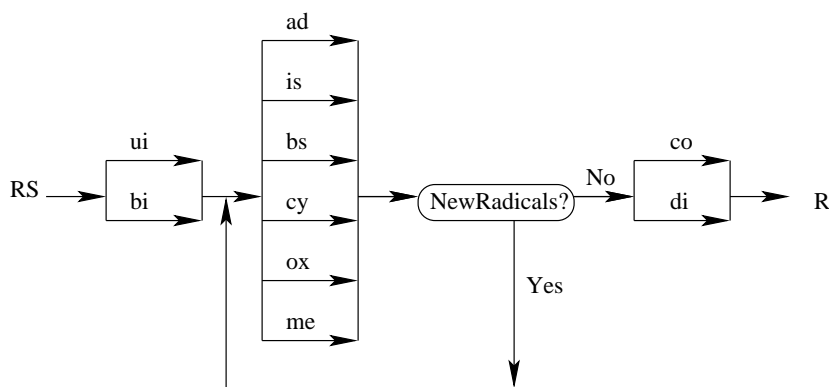 ad
is
bs
cy
ox
me
ui
bi
RS
NewRadicals?
No
Yes
co
di
R